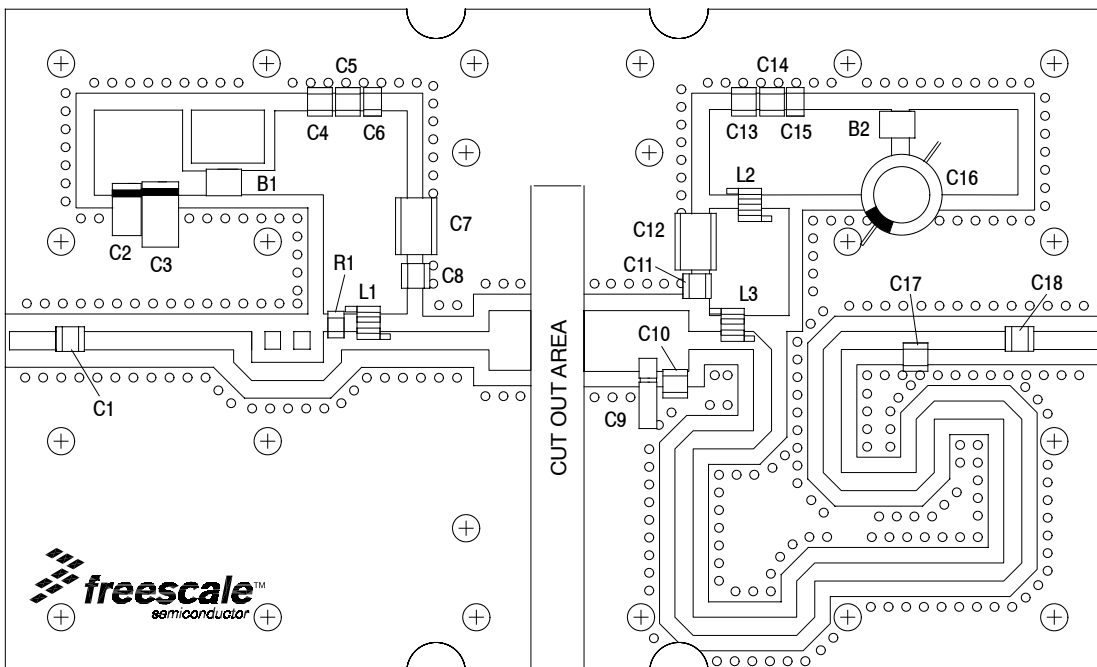 C5
C4
C6
B1
C2
C3
C7
C8
R1
L1
C1
C14
C13
C15
B2
L2
C16
C12
C11
L3
C17
C18
C10
C9
CUT OUT AREA
freescale™
semiconductor